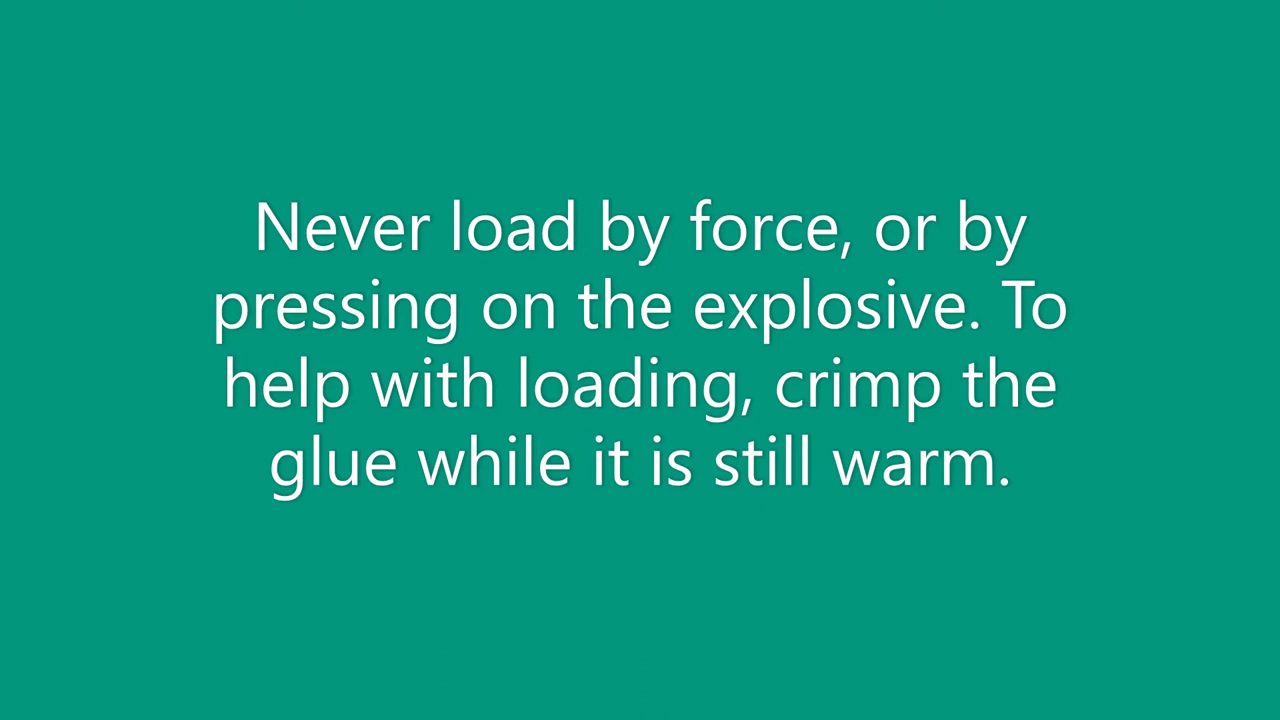 Never load by force, or by
pressing on the explosive. To
help with loading, crimp the
glue while it is still warm.